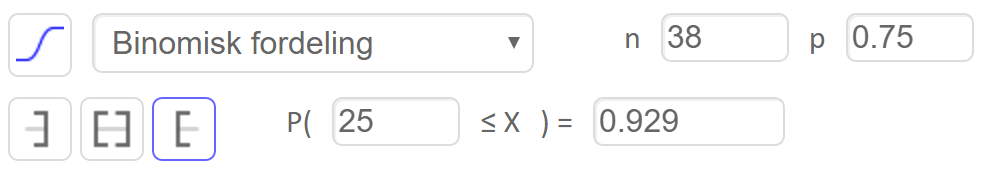 Binomisk fordeling n 38 p 0.75
P( 25 ≤ X ) = 0.929